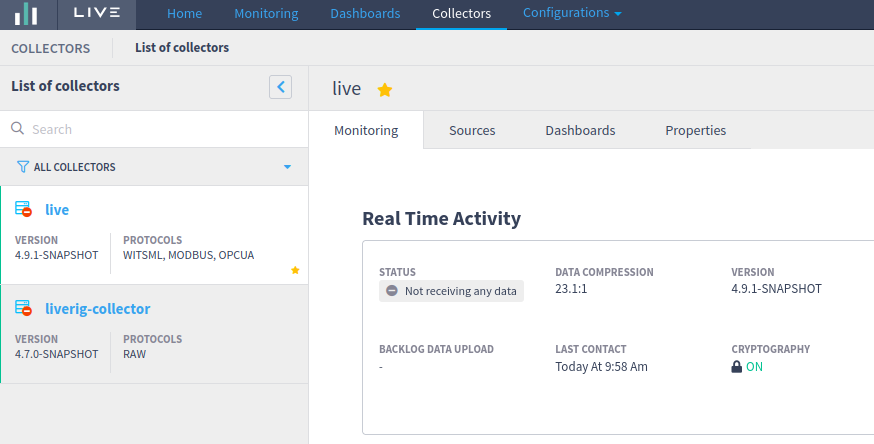 LIVE Home Monitoring Dashboards Collectors Configurations
COLLECTORS List of collectors
List of collectors
live
Search
Monitoring Sources Dashboards Properties
ALL COLLECTORS
live
VERSION PROTOCOLS
4.9.1-SNAPSHOT WITSML, MODBUS, OPCUA
liverig-collector
VERSION PROTOCOLS
4.7.0-SNAPSHOT RAW
Real Time Activity
STATUS DATA COMPRESSION VERSION
Not receiving any data 23.1:1 4.9.1-SNAPSHOT
BACKLOG DATA UPLOAD LAST CONTACT CRYPTOGRAPHY
- Today At 9:58 Am ON